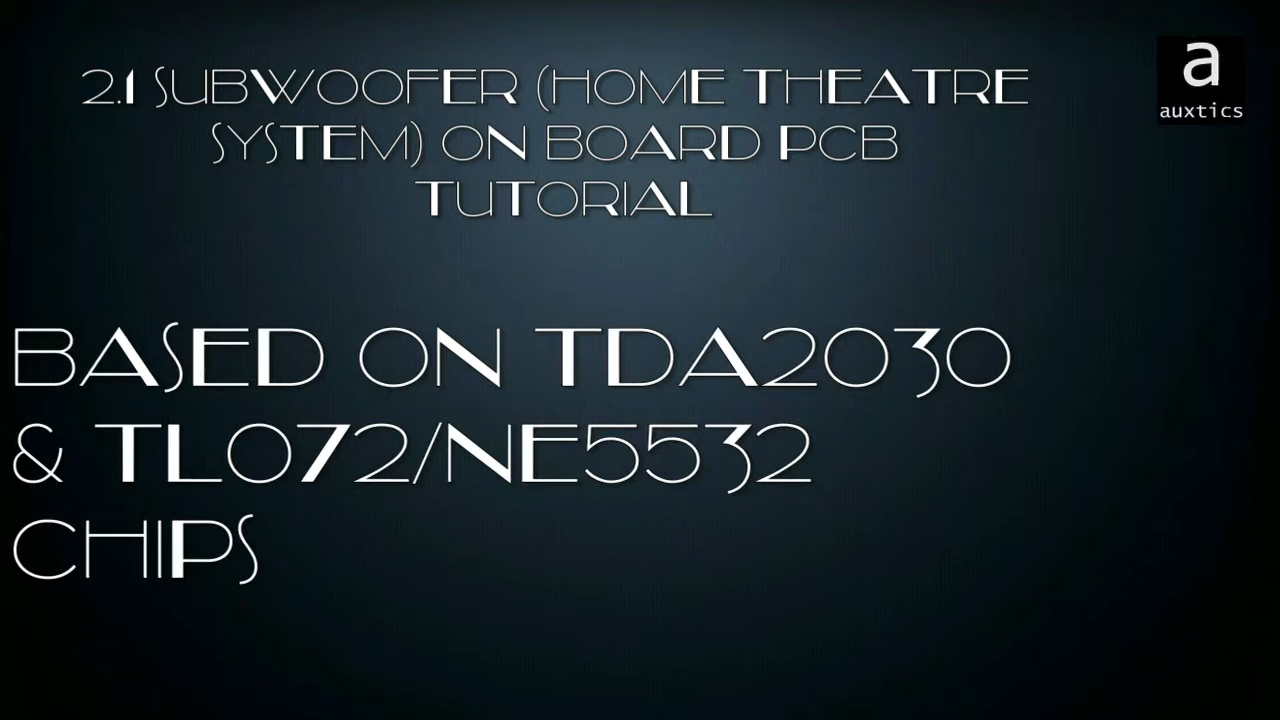 2.1 SUBWOOFER (HOME THEATRE
SYSTEM) ON BOARD PCB
TUTORIAL
a
auxtics
BASED ON TDA2030
& TL072/NE5532
CHIPS